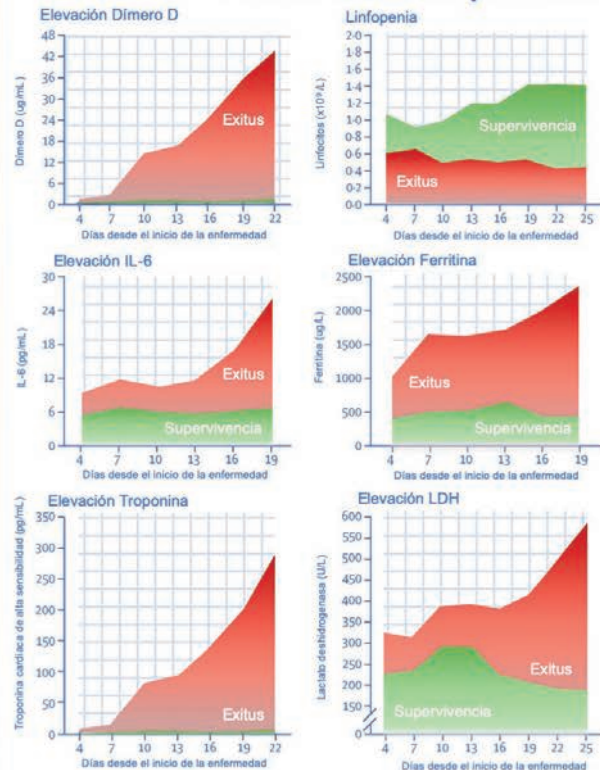 Elevación Dímero D
Dímero D (ug/mL)
48
42
36
30
24
18
12
6
0
Exitus
4 7 10 13 16 19 22
Días desde el inicio de la enfermedad
Linfopenia
Linfocitos (x10⁹/L)
2·0
1·8
1·6
1·4
1·2
1·0
0·8
0·6
0·4
0·2
0·0
Supervivencia
Exitus
4 7 10 13 16 19 22 25
Días desde el inicio de la enfermedad
Elevación IL-6
IL-6 (pg/mL)
30
24
18
12
6
0
Exitus
Supervivencia
4 7 10 13 16 19
Días desde el inicio de la enfermedad
Elevación Ferritina
Ferritina (ug/L)
2500
2000
1500
1000
500
0
Exitus
Supervivencia
4 7 10 13 16 19
Días desde el inicio de la enfermedad
Elevación Troponina
Troponina cardiaca de alta sensibilidad (pg/mL)
350
300
250
200
150
100
50
0
Exitus
4 7 10 13 16 19 22
Días desde el inicio de la enfermedad
Elevación LDH
Lactato deshidrogenasa (U/L)
600
550
500
450
400
350
300
250
200
150
0
Exitus
Supervivencia
4 7 10 13 16 19 22 25
Días desde el inicio de la enfermedad